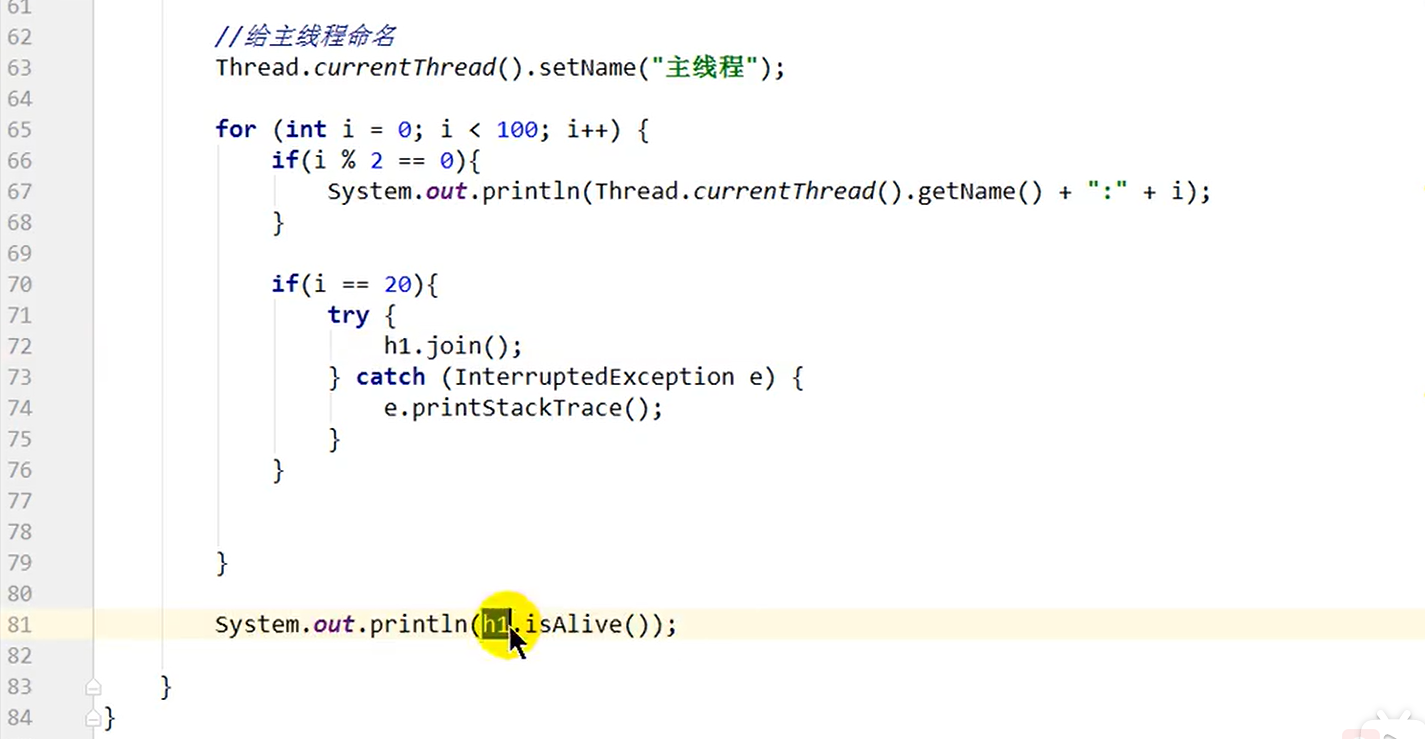 61
62 //给主线程命名
63 Thread.currentThread().setName("主线程");
64
65 for (int i = 0; i < 100; i++) {
66 if(i % 2 == 0){
67 System.out.println(Thread.currentThread().getName() + ":" + i);
68 }
69
70 if(i == 20){
71 try {
72 h1.join();
73 } catch (InterruptedException e) {
74 e.printStackTrace();
75 }
76 }
77
78
79 }
80
81 System.out.println(h1.isAlive());
82
83 }
84 }